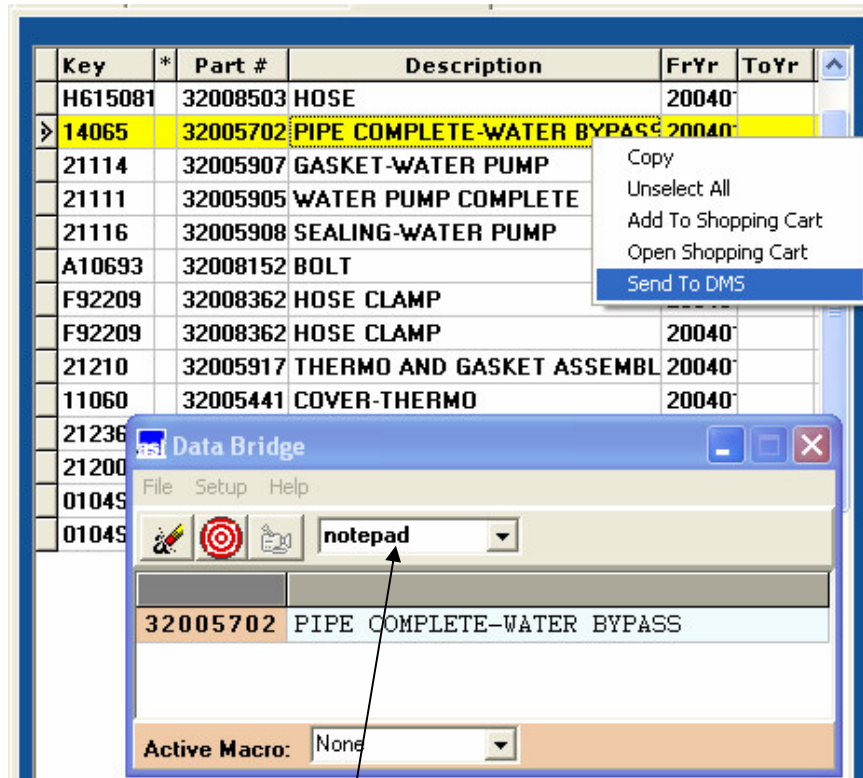 Key * Part # Description FrYr ToYr
H615081 32008503 HOSE 20040
14065 32005702 PIPE COMPLETE-WATER BYPASS 20040
21114 32005907 GASKET-WATER PUMP
21111 32005905 WATER PUMP COMPLETE
21116 32005908 SEALING-WATER PUMP
A10693 32008152 BOLT
F92209 32008362 HOSE CLAMP
F92209 32008362 HOSE CLAMP 20040
21210 32005917 THERMO AND GASKET ASSEMBL 20040
11060 32005441 COVER-THERMO 20040
21236
21200
0104S
0104S
Copy
Unselect All
Add To Shopping Cart
Open Shopping Cart
Send To DMS
Data Bridge
File Setup Help
notepad
32005702 PIPE COMPLETE-WATER BYPASS
Active Macro: None